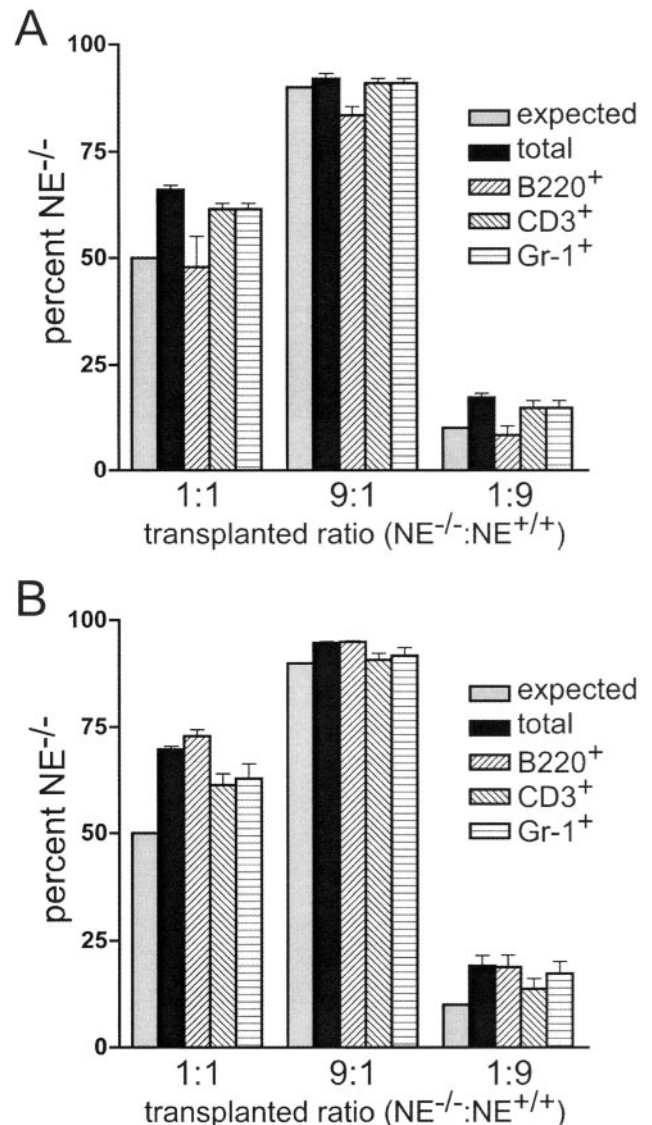 A
100
75
50
25
0
percent NE-/-
expected
total
B220+
CD3+
Gr-1+
1:1 9:1 1:9
transplanted ratio (NE-/-:NE+/+)
B
100
75
50
25
0
percent NE-/-
expected
total
B220+
CD3+
Gr-1+
1:1 9:1 1:9
transplanted ratio (NE-/-:NE+/+)